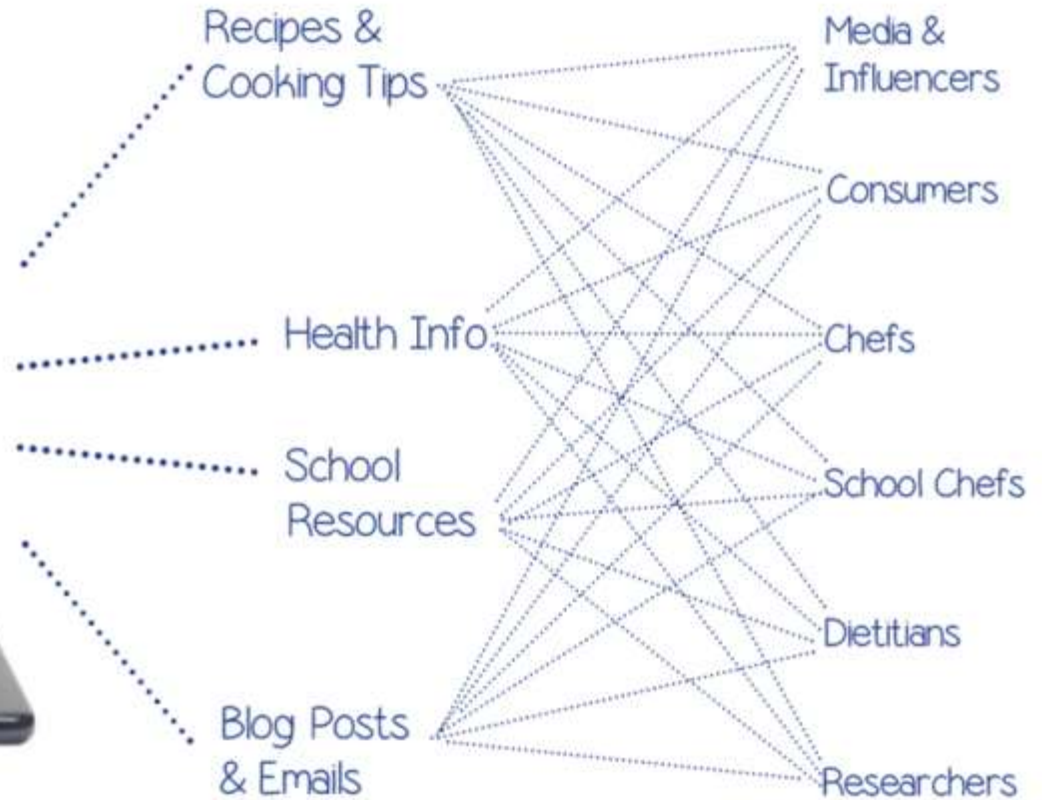 Recipes &
Cooking Tips
Health Info
School
Resources
Blog Posts
& Emails
Media &
Influencers
Consumers
Chefs
School Chefs
Dietitians
Researchers